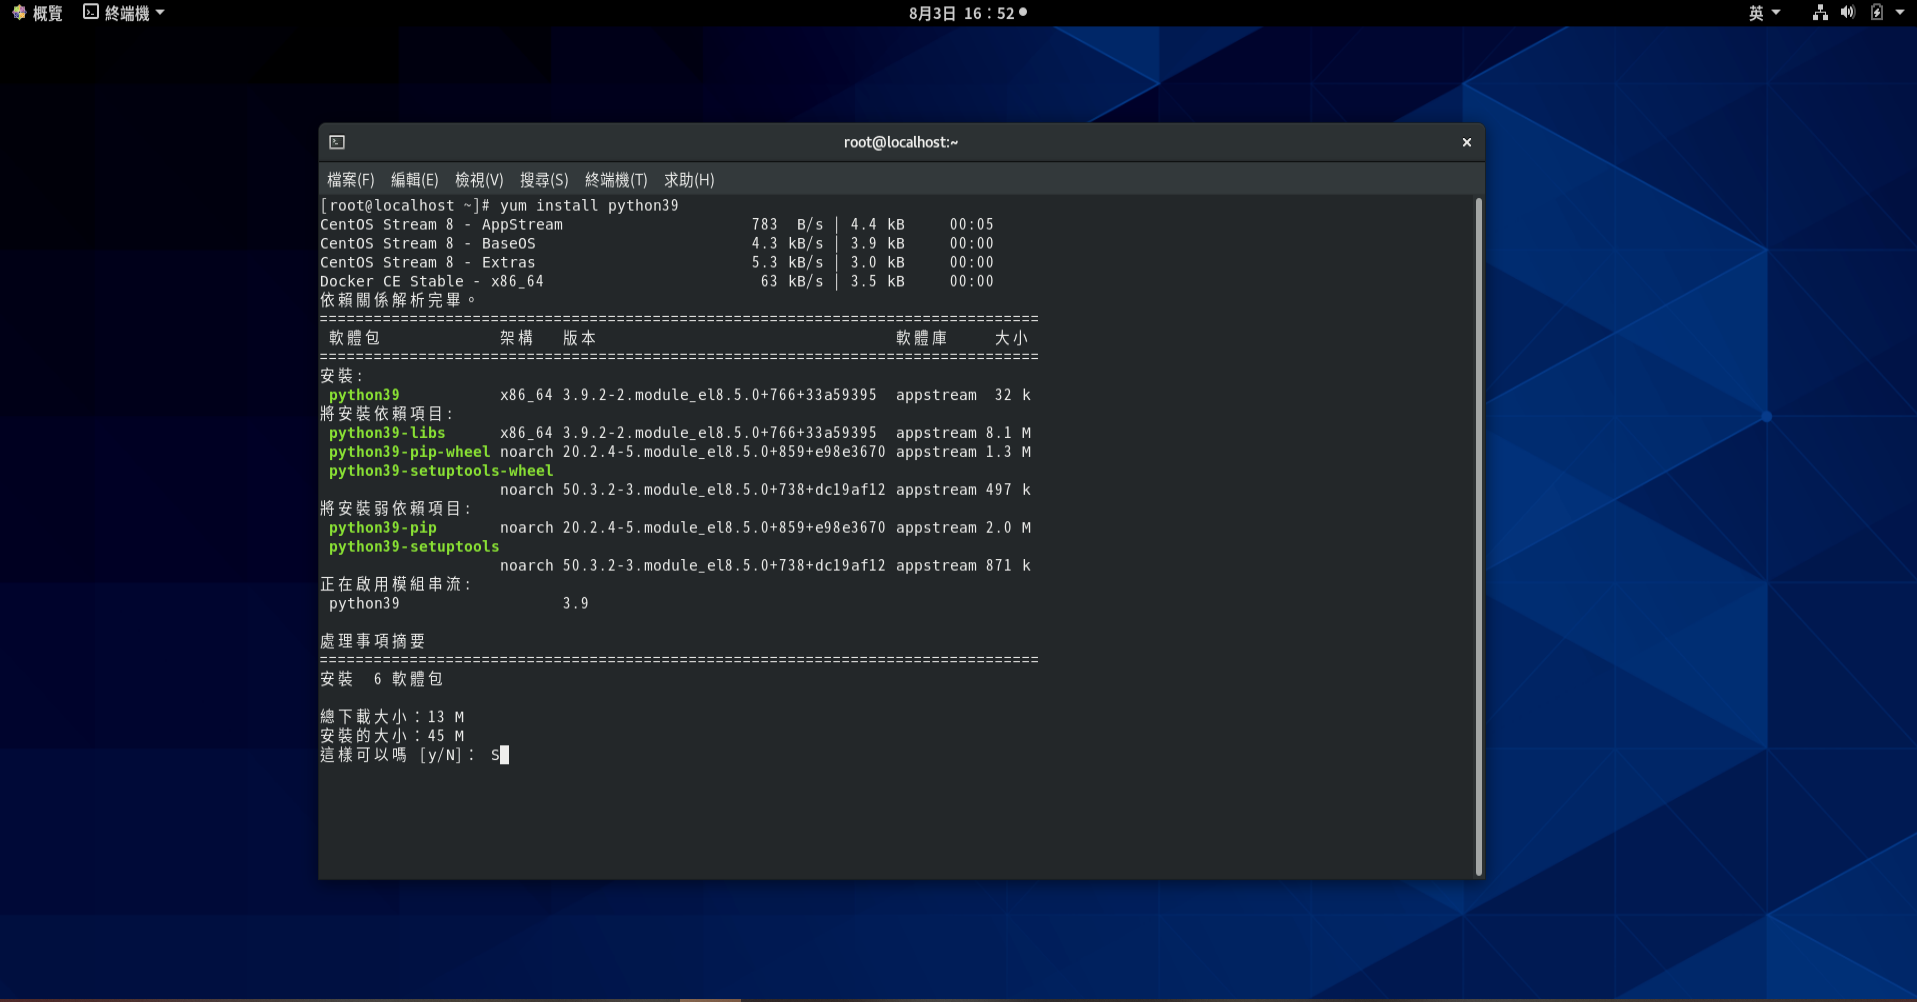 概覽 終端機 8月3日 16：52 英
root@localhost:~
檔案(F) 編輯(E) 檢視(V) 搜尋(S) 終端機(T) 求助(H)
[root@localhost ~]# yum install python39
CentOS Stream 8 - AppStream 783 B/s | 4.4 kB 00:05
CentOS Stream 8 - BaseOS 4.3 kB/s | 3.9 kB 00:00
CentOS Stream 8 - Extras 5.3 kB/s | 3.0 kB 00:00
Docker CE Stable - x86_64 63 kB/s | 3.5 kB 00:00
依賴關係解析完畢。
================================================================================
軟體包 架構 版本 軟體庫 大小
================================================================================
安裝:
python39 x86_64 3.9.2-2.module_el8.5.0+766+33a59395 appstream 32 k
將安裝依賴項目:
python39-libs x86_64 3.9.2-2.module_el8.5.0+766+33a59395 appstream 8.1 M
python39-pip-wheel noarch 20.2.4-5.module_el8.5.0+859+e98e3670 appstream 1.3 M
python39-setuptools-wheel
noarch 50.3.2-3.module_el8.5.0+738+dc19af12 appstream 497 k
將安裝弱依賴項目:
python39-pip noarch 20.2.4-5.module_el8.5.0+859+e98e3670 appstream 2.0 M
python39-setuptools
noarch 50.3.2-3.module_el8.5.0+738+dc19af12 appstream 871 k
正在啟用模組串流:
python39 3.9
處理事項摘要
================================================================================
安裝 6 軟體包
總下載大小：13 M
安裝的大小：45 M
這樣可以嗎 [y/N]： S